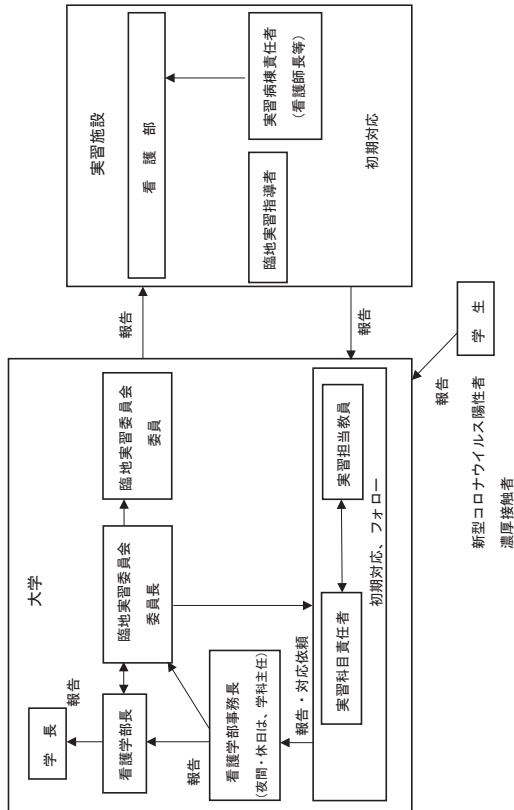 大学
学　長
報告
看護学部長
臨地実習委員会
委員長
臨地実習委員会
委員
報告
看護学部事務長
(夜間・休日は、学科主任)
報告・対応依頼
実習科目責任者
実習担当教員
初期対応、フォロー
報告
報告
実習施設
看　護　部
臨地実習指導者
実習病棟責任者
(看護師長等)
初期対応
学　生
報告
新型コロナウイルス陽性者
濃厚接触者